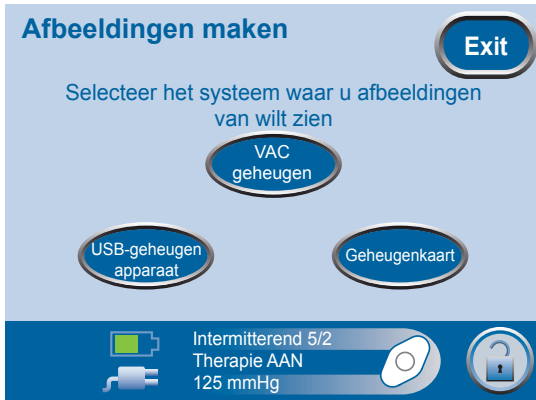 Afbeeldingen maken
Exit
Selecteer het systeem waar u afbeeldingen
van wilt zien
VAC
geheugen
USB-geheugen
apparaat
Geheugenkaart
Intermitterend 5/2
Therapie AAN
125 mmHg